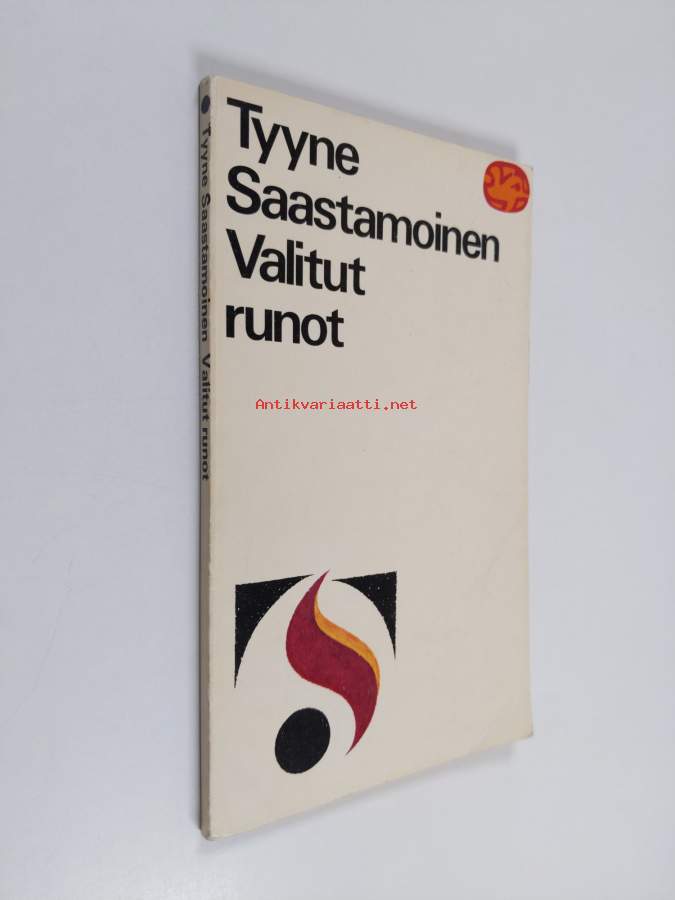 Tyyne
Saastamoinen
Valitut
runot
Tyyne Saastamoinen Valitut runot
Antikvariaatti.net